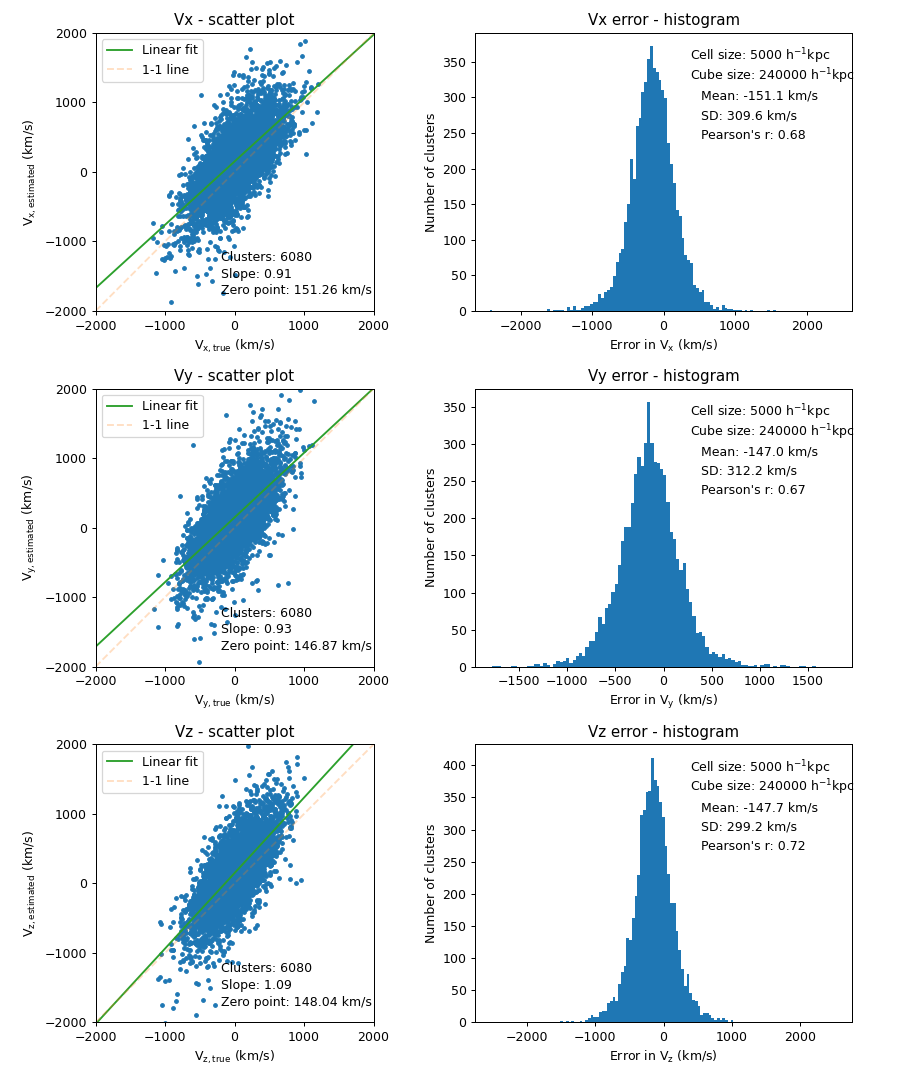 Vx - scatter plot
Linear fit
1-1 line
2000
1000
0
−1000
−2000
V_x, estimated (km/s)
Clusters: 6080
Slope: 0.91
Zero point: 151.26 km/s
−2000 −1000 0 1000 2000
V_x, true (km/s)
Vx error - histogram
Cell size: 5000 h⁻¹kpc
Cube size: 240000 h⁻¹kpc
Mean: -151.1 km/s
SD: 309.6 km/s
Pearson's r: 0.68
350
300
250
200
150
100
50
0
Number of clusters
−2000 −1000 0 1000 2000
Error in V_x (km/s)
Vy - scatter plot
Linear fit
1-1 line
2000
1000
0
−1000
−2000
V_y, estimated (km/s)
Clusters: 6080
Slope: 0.93
Zero point: 146.87 km/s
−2000 −1000 0 1000 2000
V_y, true (km/s)
Vy error - histogram
Cell size: 5000 h⁻¹kpc
Cube size: 240000 h⁻¹kpc
Mean: -147.0 km/s
SD: 312.2 km/s
Pearson's r: 0.67
350
300
250
200
150
100
50
0
Number of clusters
−1500 −1000 −500 0 500 1000 1500
Error in V_y (km/s)
Vz - scatter plot
Linear fit
1-1 line
2000
1000
0
−1000
−2000
V_z, estimated (km/s)
Clusters: 6080
Slope: 1.09
Zero point: 148.04 km/s
−2000 −1000 0 1000 2000
V_z, true (km/s)
Vz error - histogram
Cell size: 5000 h⁻¹kpc
Cube size: 240000 h⁻¹kpc
Mean: -147.7 km/s
SD: 299.2 km/s
Pearson's r: 0.72
400
350
300
250
200
150
100
50
0
Number of clusters
−2000 −1000 0 1000 2000
Error in V_z (km/s)